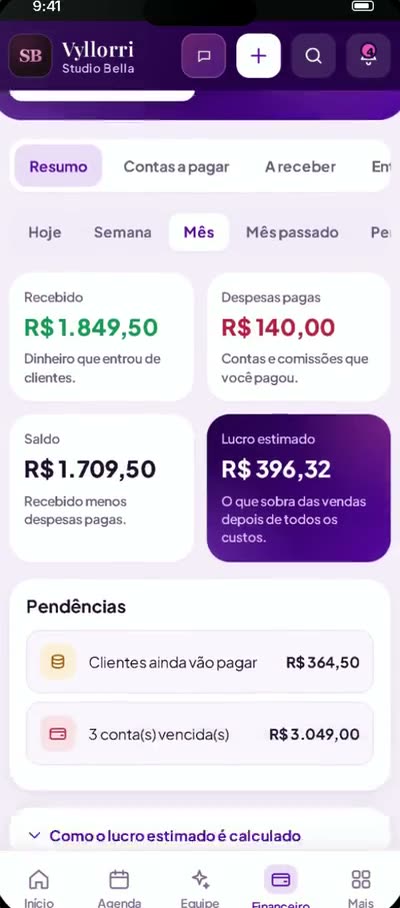 9:41
SB
Vyllorri
Studio Bella
Resumo Contas a pagar A receber
Hoje Semana Mês Mês passado
Recebido
R$ 1.849,50
Dinheiro que entrou de
clientes.
Despesas pagas
R$ 140,00
Contas e comissões que
você pagou.
Saldo
R$ 1.709,50
Recebido menos
despesas pagas.
Lucro estimado
R$ 396,32
O que sobra das vendas
depois de todos os
custos.
Pendências
Clientes ainda vão pagar R$ 364,50
3 conta(s) vencida(s) R$ 3.049,00
Como o lucro estimado é calculado
Início Agenda Equipe Financeiro Mais